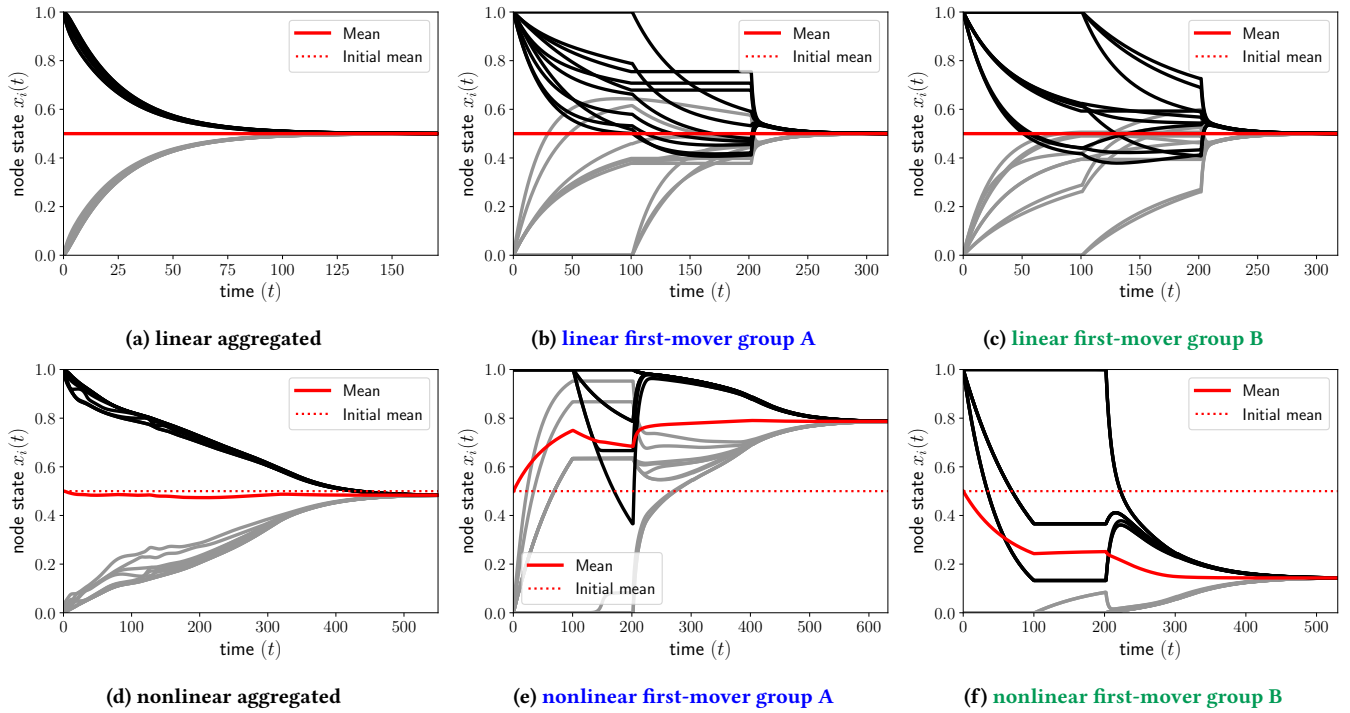 node state $x_i(t)$
1.0
0.8
0.6
0.4
0.2
0.0
Mean
Initial mean
0 25 50 75 100 125 150
time $(t)$
(a) linear aggregated
node state $x_i(t)$
1.0
0.8
0.6
0.4
0.2
0.0
Mean
Initial mean
0 50 100 150 200 250 300
time $(t)$
(b) linear first-mover group A
node state $x_i(t)$
1.0
0.8
0.6
0.4
0.2
0.0
Mean
Initial mean
0 50 100 150 200 250 300
time $(t)$
(c) linear first-mover group B
node state $x_i(t)$
1.0
0.8
0.6
0.4
0.2
0.0
Mean
Initial mean
0 100 200 300 400 500
time $(t)$
(d) nonlinear aggregated
node state $x_i(t)$
1.0
0.8
0.6
0.4
0.2
0.0
Mean
Initial mean
0 100 200 300 400 500 600
time $(t)$
(e) nonlinear first-mover group A
node state $x_i(t)$
1.0
0.8
0.6
0.4
0.2
0.0
Mean
Initial mean
0 100 200 300 400 500
time $(t)$
(f) nonlinear first-mover group B